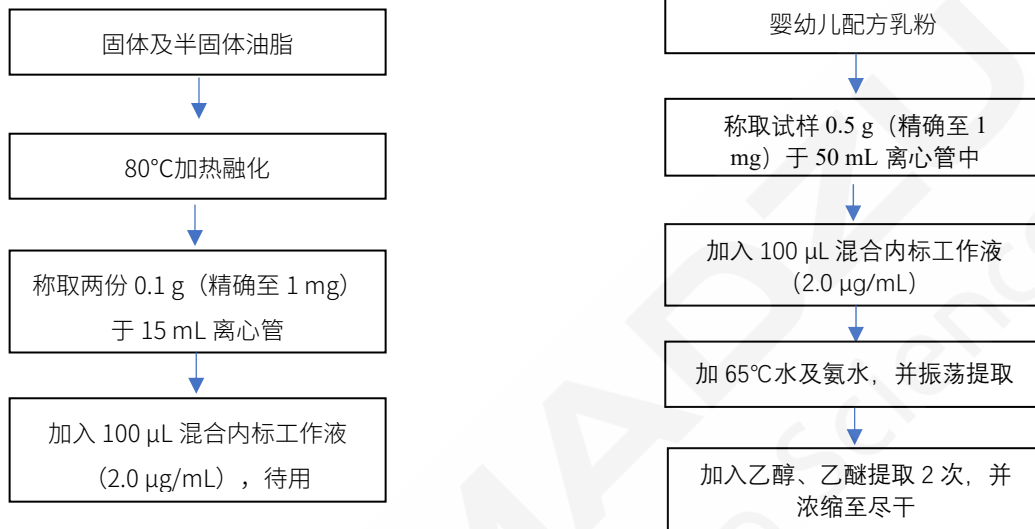 固体及半固体油脂
80℃加热融化
称取两份 0.1 g（精确至 1 mg）
于 15 mL 离心管
加入 100 μL 混合内标工作液
（2.0 μg/mL），待用
婴幼儿配方乳粉
称取试样 0.5 g（精确至 1
mg）于 50 mL 离心管中
加入 100 μL 混合内标工作液
（2.0 μg/mL）
加 65℃水及氨水，并振荡提取
加入乙醇、乙醚提取 2 次，并
浓缩至尽干